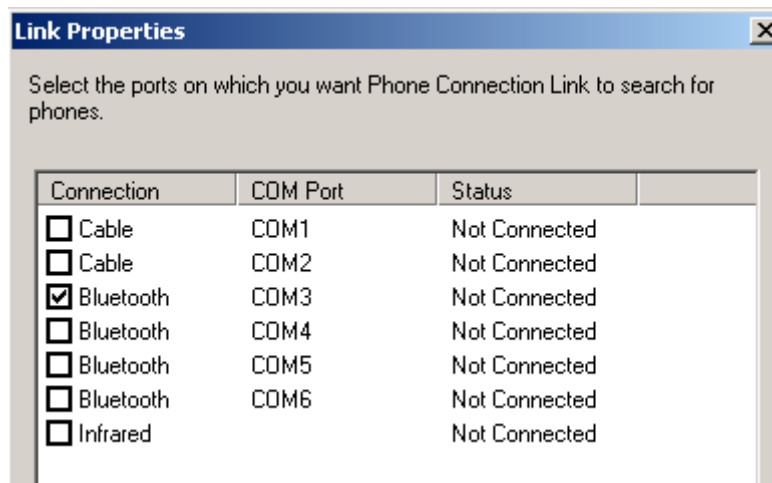 Link Properties
Select the ports on which you want Phone Connection Link to search for
phones.
Connection COM Port Status
Cable COM1 Not Connected
Cable COM2 Not Connected
Bluetooth COM3 Not Connected
Bluetooth COM4 Not Connected
Bluetooth COM5 Not Connected
Bluetooth COM6 Not Connected
Infrared Not Connected